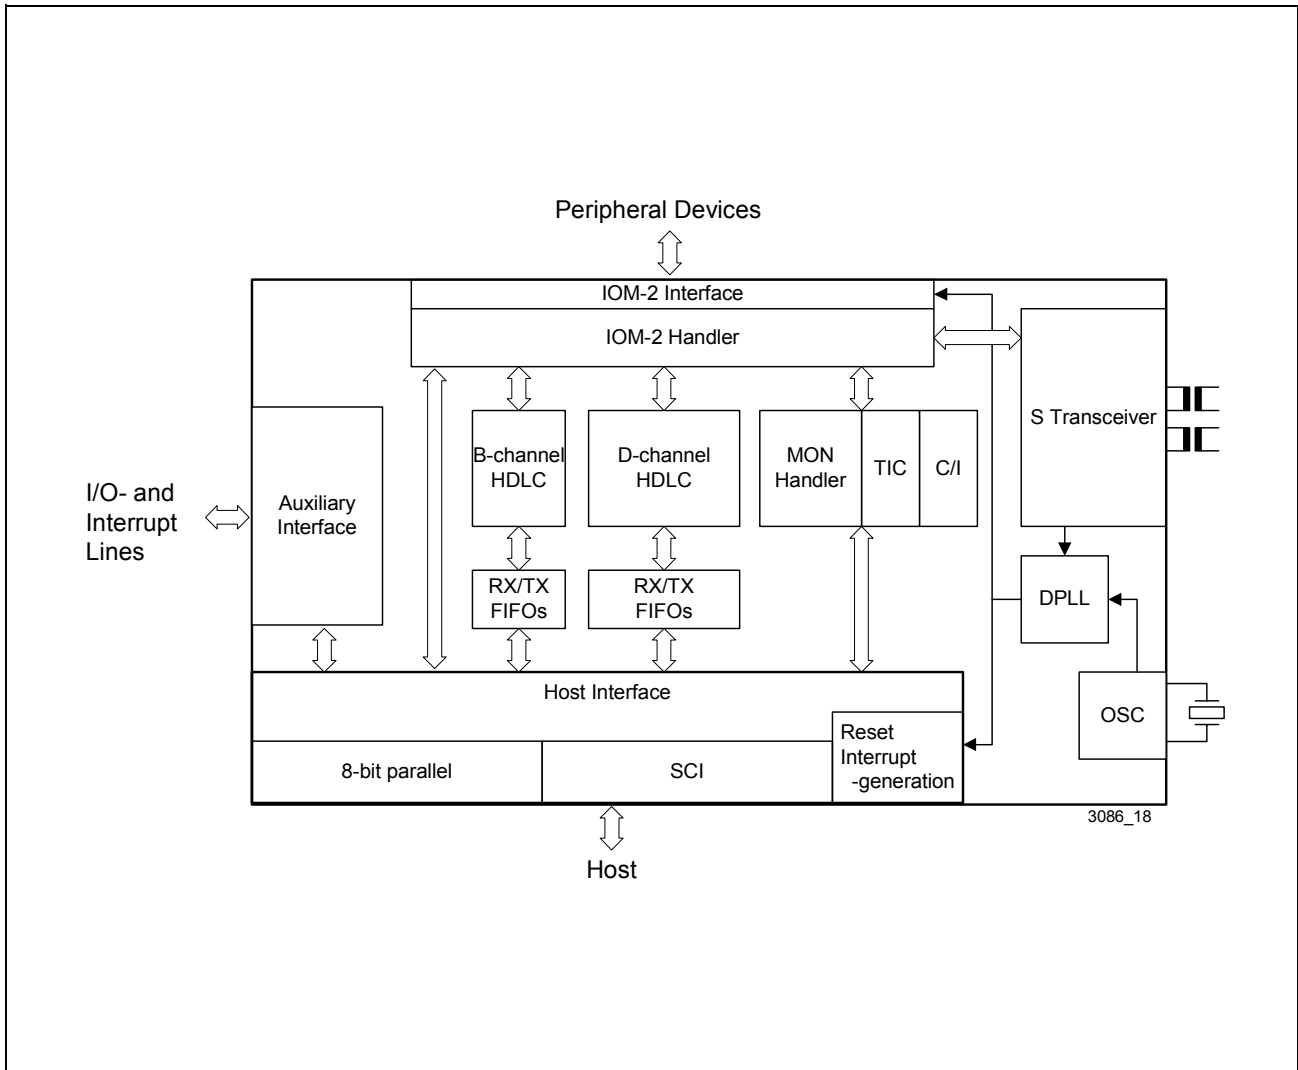 Peripheral Devices
IOM-2 Interface
IOM-2 Handler
S Transceiver
B-channel
HDLC
D-channel
HDLC
MON
Handler
TIC
C/I
I/O- and
Interrupt
Lines
Auxiliary
Interface
RX/TX
FIFOs
RX/TX
FIFOs
DPLL
Host Interface
OSC
Reset
Interrupt
-generation
8-bit parallel
SCI
3086_18
Host